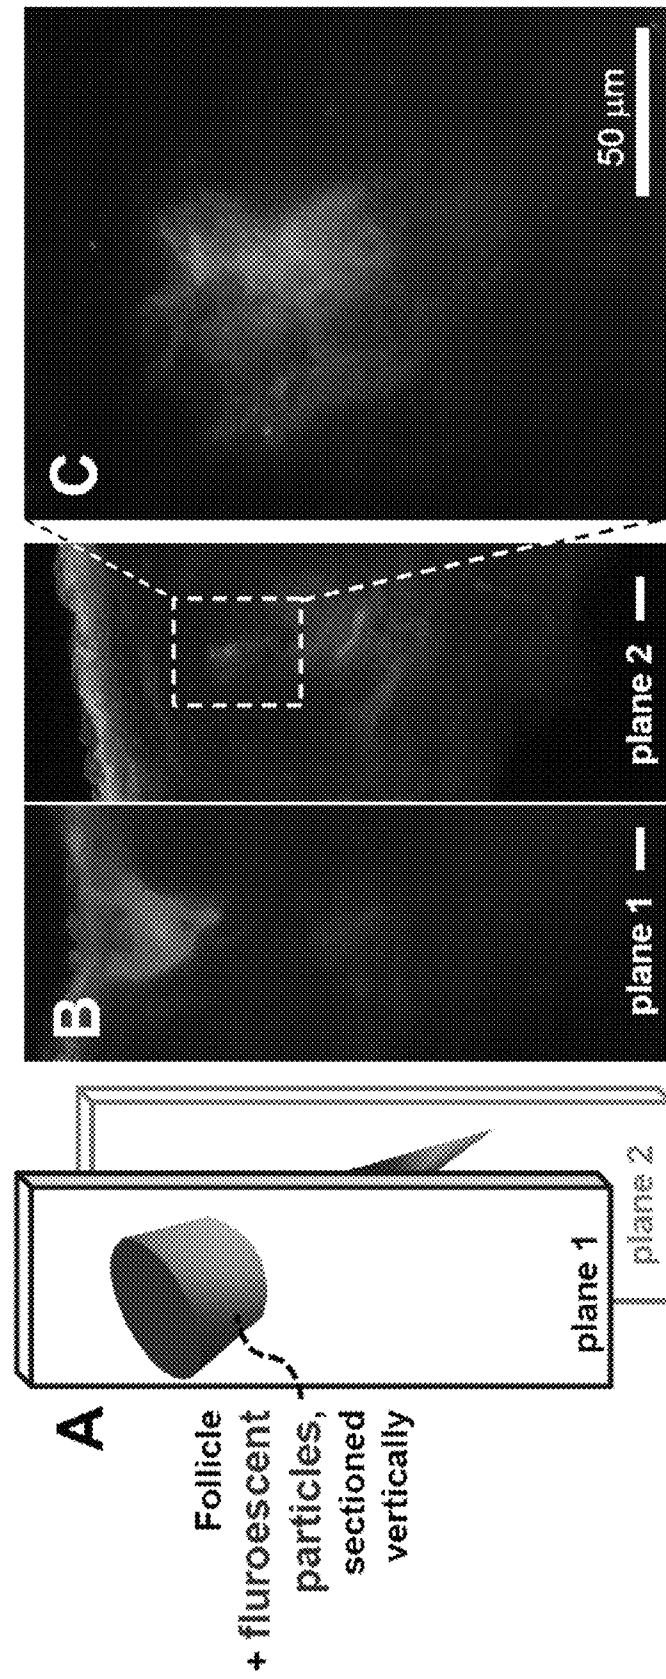 A
Follicle
+ fluroescent
particles,
sectioned
vertically
plane 1
plane 2
B
plane 1
plane 2
C
50 μm